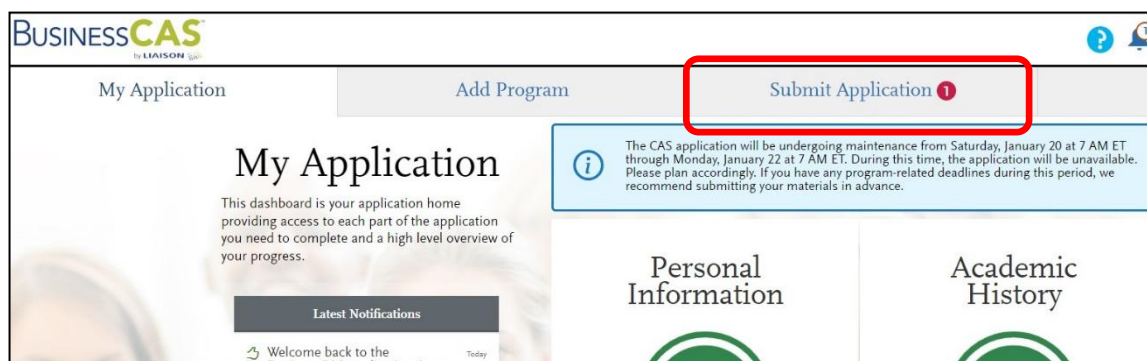 BUSINESSCAS
by LIAISON
?
My Application
Add Program
Submit Application 1
My Application
This dashboard is your application home
providing access to each part of the application
you need to complete and a high level overview of
your progress.
Latest Notifications
Welcome back to the
Today
i
The CAS application will be undergoing maintenance from Saturday, January 20 at 7 AM ET
through Monday, January 22 at 7 AM ET. During this time, the application will be unavailable.
Please plan accordingly. If you have any program-related deadlines during this period, we
recommend submitting your materials in advance.
Personal
Information
Academic
History